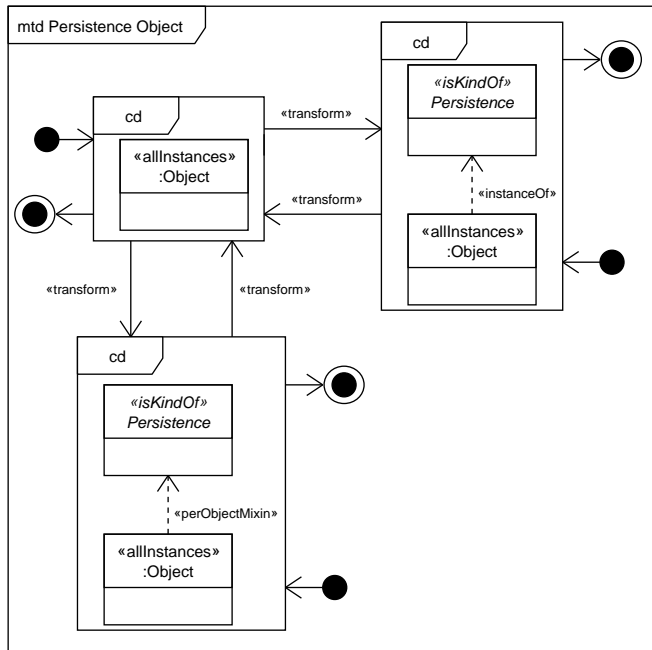 mtd Persistence Object
cd
«isKindOf»
Persistence
«instanceOf»
«allInstances»
:Object
cd
«allInstances»
:Object
«transform»
«transform»
«transform»
«transform»
cd
«isKindOf»
Persistence
«perObjectMixin»
«allInstances»
:Object